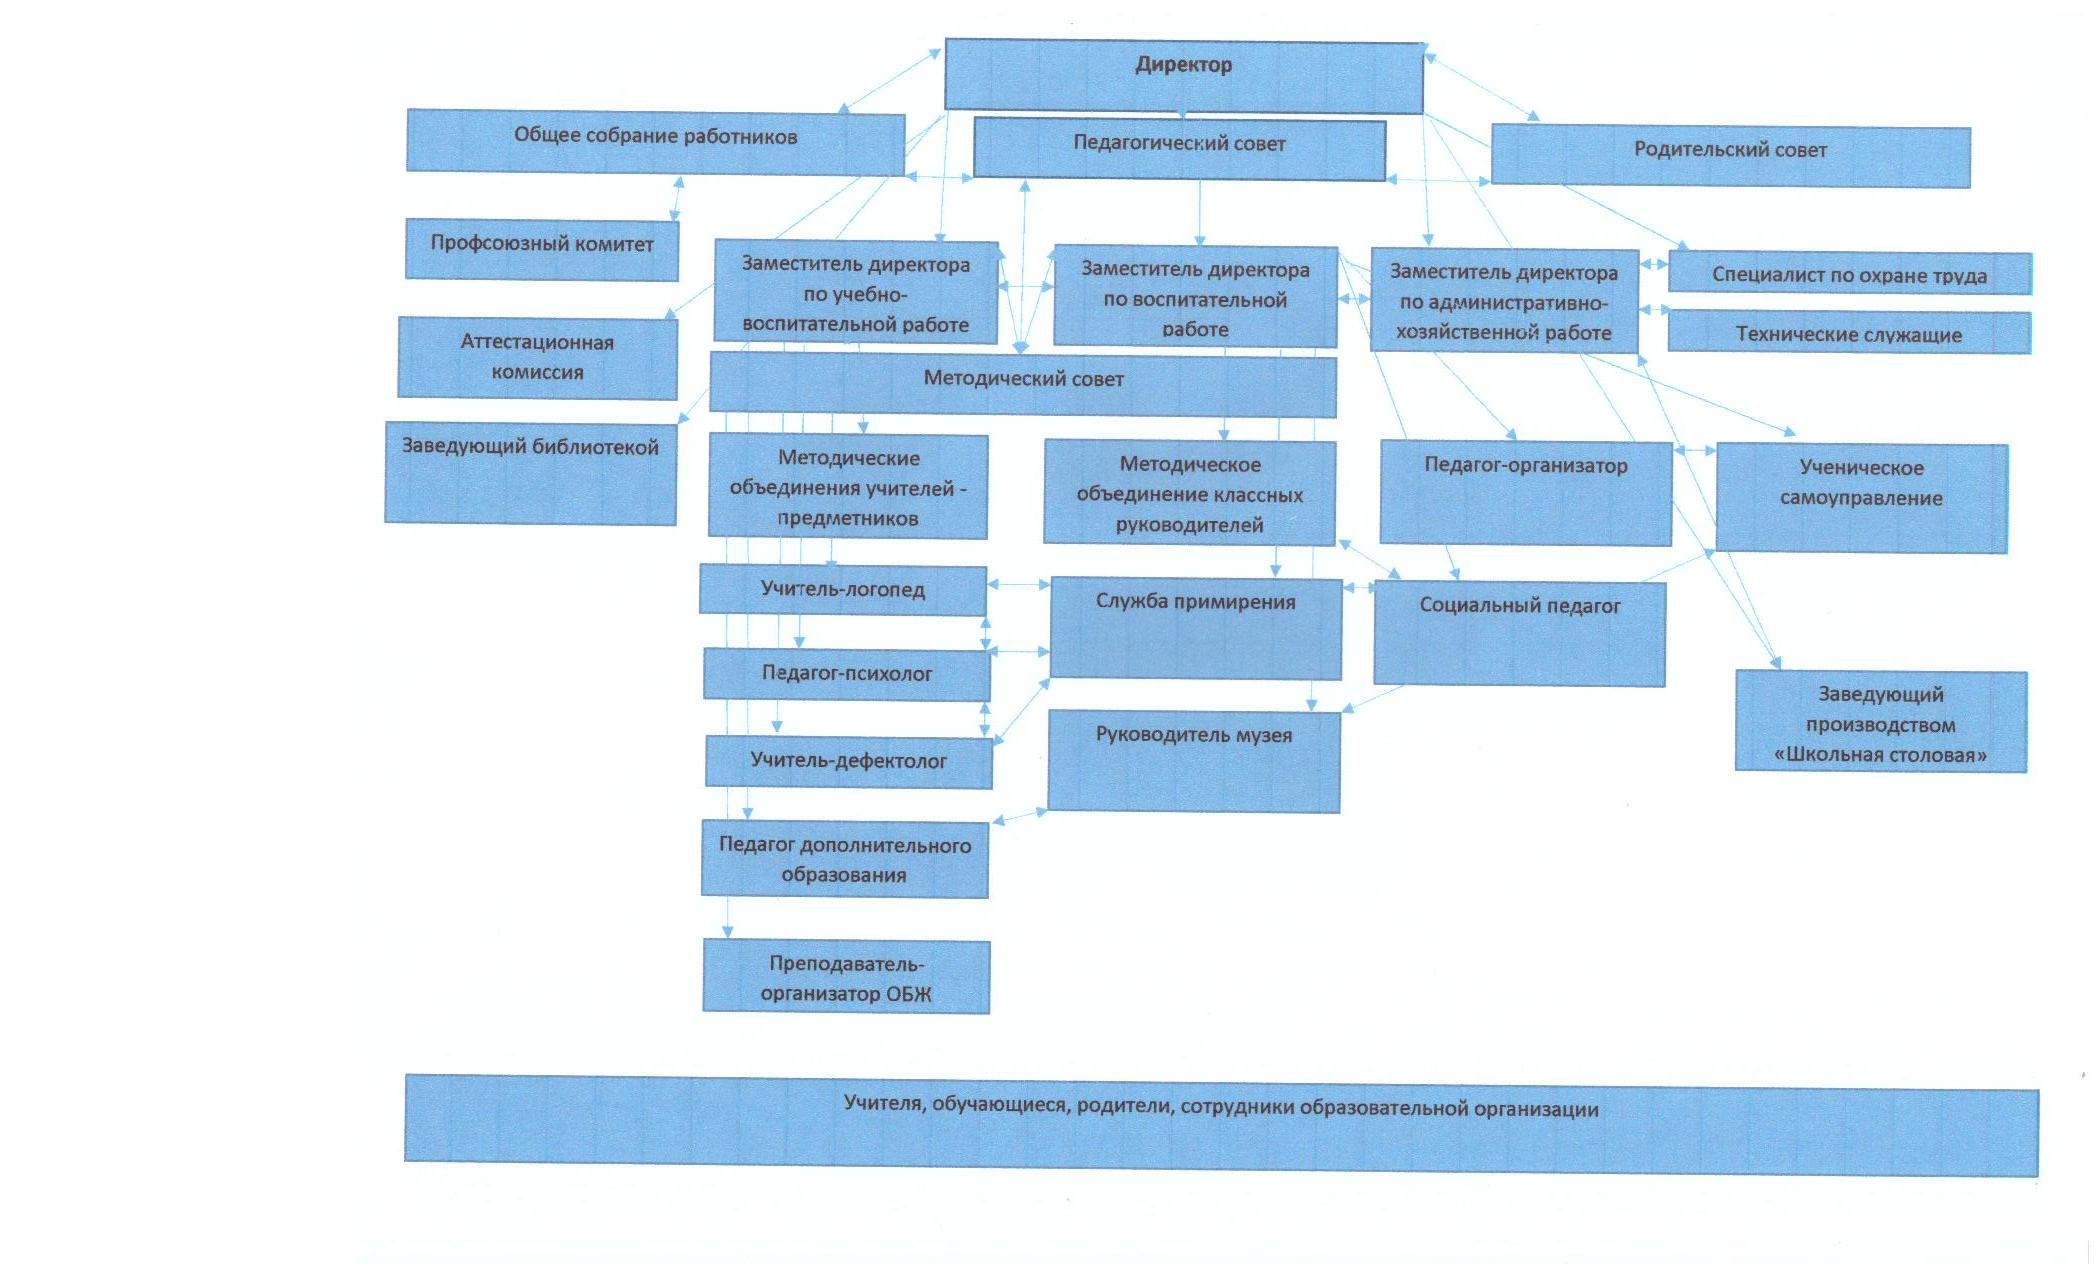 Директор
Общее собрание работников
Педагогический совет
Родительский совет
Профсоюзный комитет
Заместитель директора
по учебно-
воспитательной работе
Заместитель директора
по воспитательной
работе
Заместитель директора
по административно-
хозяйственной работе
Специалист по охране труда
Технические служащие
Аттестационная
комиссия
Методический совет
Заведующий библиотекой
Методические
объединения учителей -
предметников
Методическое
объединение классных
руководителей
Педагог-организатор
Ученическое
самоуправление
Учитель-логопед
Служба примирения
Социальный педагог
Педагог-психолог
Заведующий
производством
«Школьная столовая»
Руководитель музея
Учитель-дефектолог
Педагог дополнительного
образования
Преподаватель-
организатор ОБЖ
Учителя, обучающиеся, родители, сотрудники образовательной организации